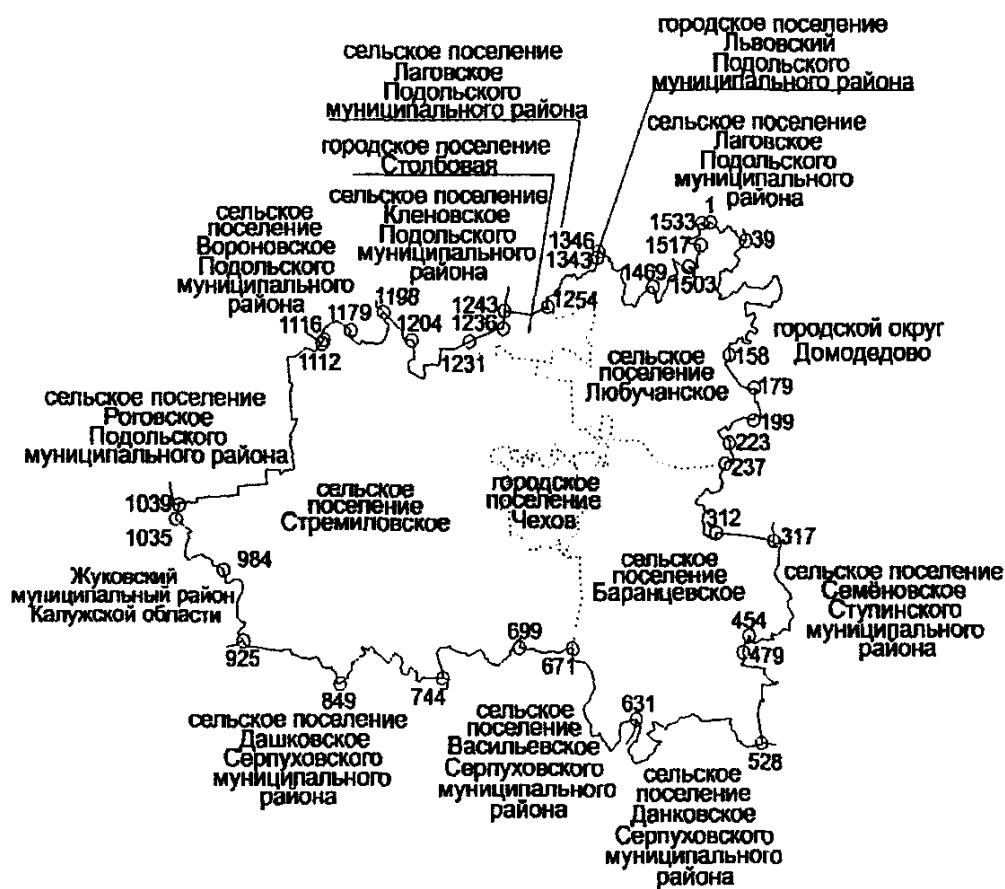 городское поселение
Львовский
Подольского
муниципального района
сельское поселение
Лаговское
Подольского
муниципального района
сельское поселение
Лаговское
Подольского
муниципального
района
городское поселение
Столбовая
сельское поселение
Кленовское
Подольского
муниципального
района
сельское
поселение
Вороновское
Подольского
муниципального
района
1
1533
39
1517
1346
1343
1469
1503
1198
1243
1254
1179
1204
1236
1116
1112
1231
городской округ
Домодедово
158
сельское
поселение
Любучанское
179
199
223
237
сельское поселение
Роговское
Подольского
муниципального района
1039
1035
сельское
поселение
Стремиловское
городское
поселение
Чехов
312
317
984
Жуковский
муниципальный район
Калужской области
сельское
поселение
Баранцевское
сельское поселение
Семёновское
Ступинского
муниципального
района
454
479
925
699
671
849
744
631
528
сельское поселение
Дашковское
Серпуховского
муниципального
района
сельское
поселение
Васильевское
Серпуховского
муниципального
района
сельское
поселение
Данковское
Серпуховского
муниципального
района